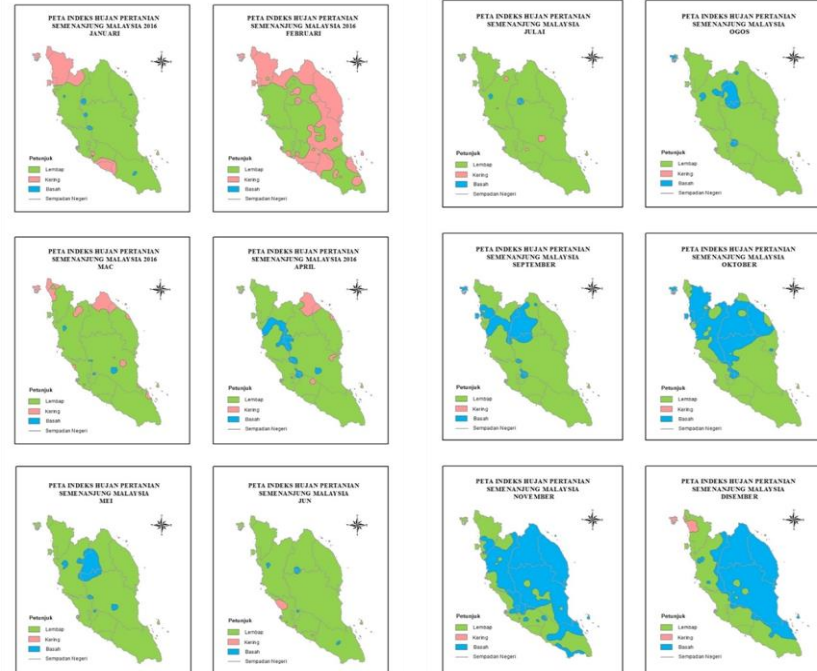 PETA INDEKS HUJAN PERTANIAN
SEMENANJUNG MALAYSIA 2016
JANUARI
Petunjuk
Lembap
Kering
Basah
Sempadan Negeri
PETA INDEKS HUJAN PERTANIAN
SEMENANJUNG MALAYSIA 2016
FEBRUARI
Petunjuk
Lembap
Kering
Basah
Sempadan Negeri
PETA INDEKS HUJAN PERTANIAN
SEMENANJUNG MALAYSIA 2016
MAC
Petunjuk
Lembap
Kering
Basah
Sempadan Negeri
PETA INDEKS HUJAN PERTANIAN
SEMENANJUNG MALAYSIA 2016
APRIL
Petunjuk
Lembap
Kering
Basah
Sempadan Negeri
PETA INDEKS HUJAN PERTANIAN
SEMENANJUNG MALAYSIA
MEI
Petunjuk
Lembap
Kering
Basah
Sempadan Negeri
PETA INDEKS HUJAN PERTANIAN
SEMENANJUNG MALAYSIA
JUN
Petunjuk
Lembap
Kering
Basah
Sempadan Negeri
PETA INDEKS HUJAN PERTANIAN
SEMENANJUNG MALAYSIA
JULAI
Petunjuk
Lembap
Kering
Basah
Sempadan Negeri
PETA INDEKS HUJAN PERTANIAN
SEMENANJUNG MALAYSIA
OGOS
Petunjuk
Lembap
Kering
Basah
Sempadan Negeri
PETA INDEKS HUJAN PERTANIAN
SEMENANJUNG MALAYSIA
SEPTEMBER
Petunjuk
Lembap
Kering
Basah
Sempadan Negeri
PETA INDEKS HUJAN PERTANIAN
SEMENANJUNG MALAYSIA
OKTOBER
Petunjuk
Lembap
Kering
Basah
Sempadan Negeri
PETA INDEKS HUJAN PERTANIAN
SEMENANJUNG MALAYSIA
NOVEMBER
Petunjuk
Lembap
Kering
Basah
Sempadan Negeri
PETA INDEKS HUJAN PERTANIAN
SEMENANJUNG MALAYSIA
DISEMBER
Petunjuk
Lembap
Kering
Basah
Sempadan Negeri